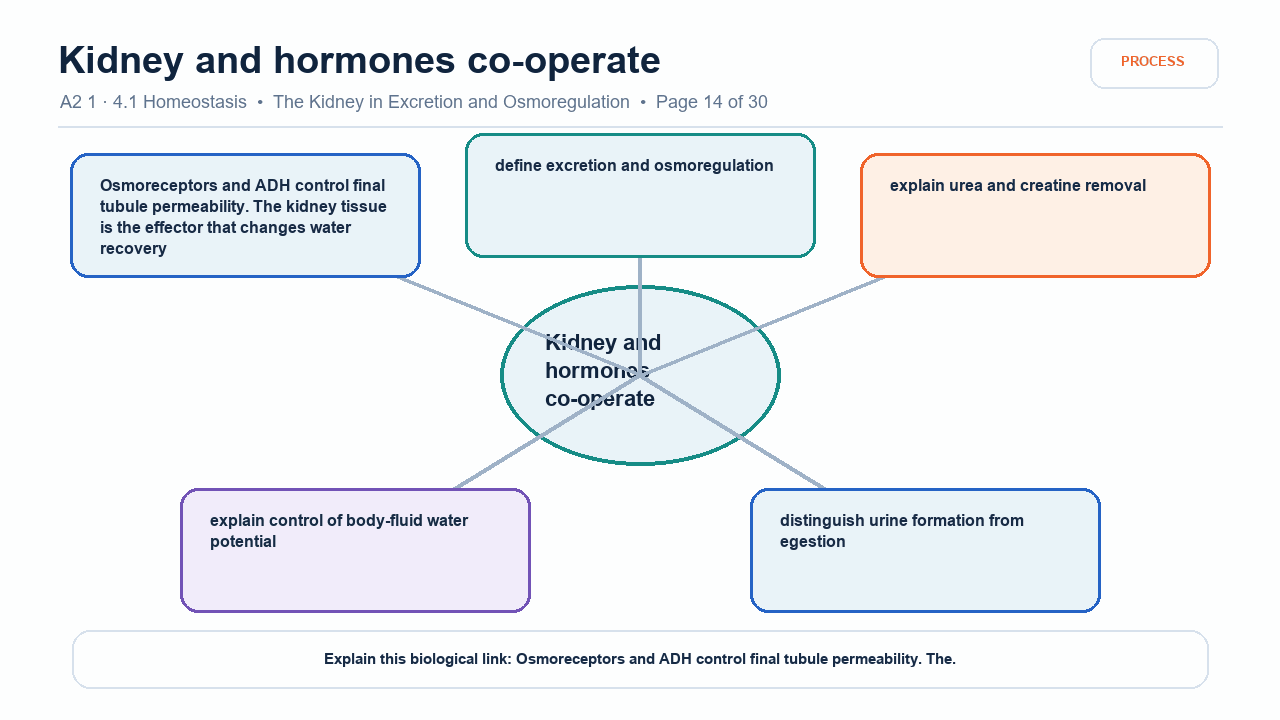 Kidney and hormones co-operate
PROCESS
A2 1 · 4.1 Homeostasis • The Kidney in Excretion and Osmoregulation • Page 14 of 30
Osmoreceptors and ADH control final
tubule permeability. The kidney tissue
is the effector that changes water
recovery
define excretion and osmoregulation
explain urea and creatine removal
Kidney and
hormones
co-operate
explain control of body-fluid water
potential
distinguish urine formation from
egestion
Explain this biological link: Osmoreceptors and ADH control final tubule permeability. The.